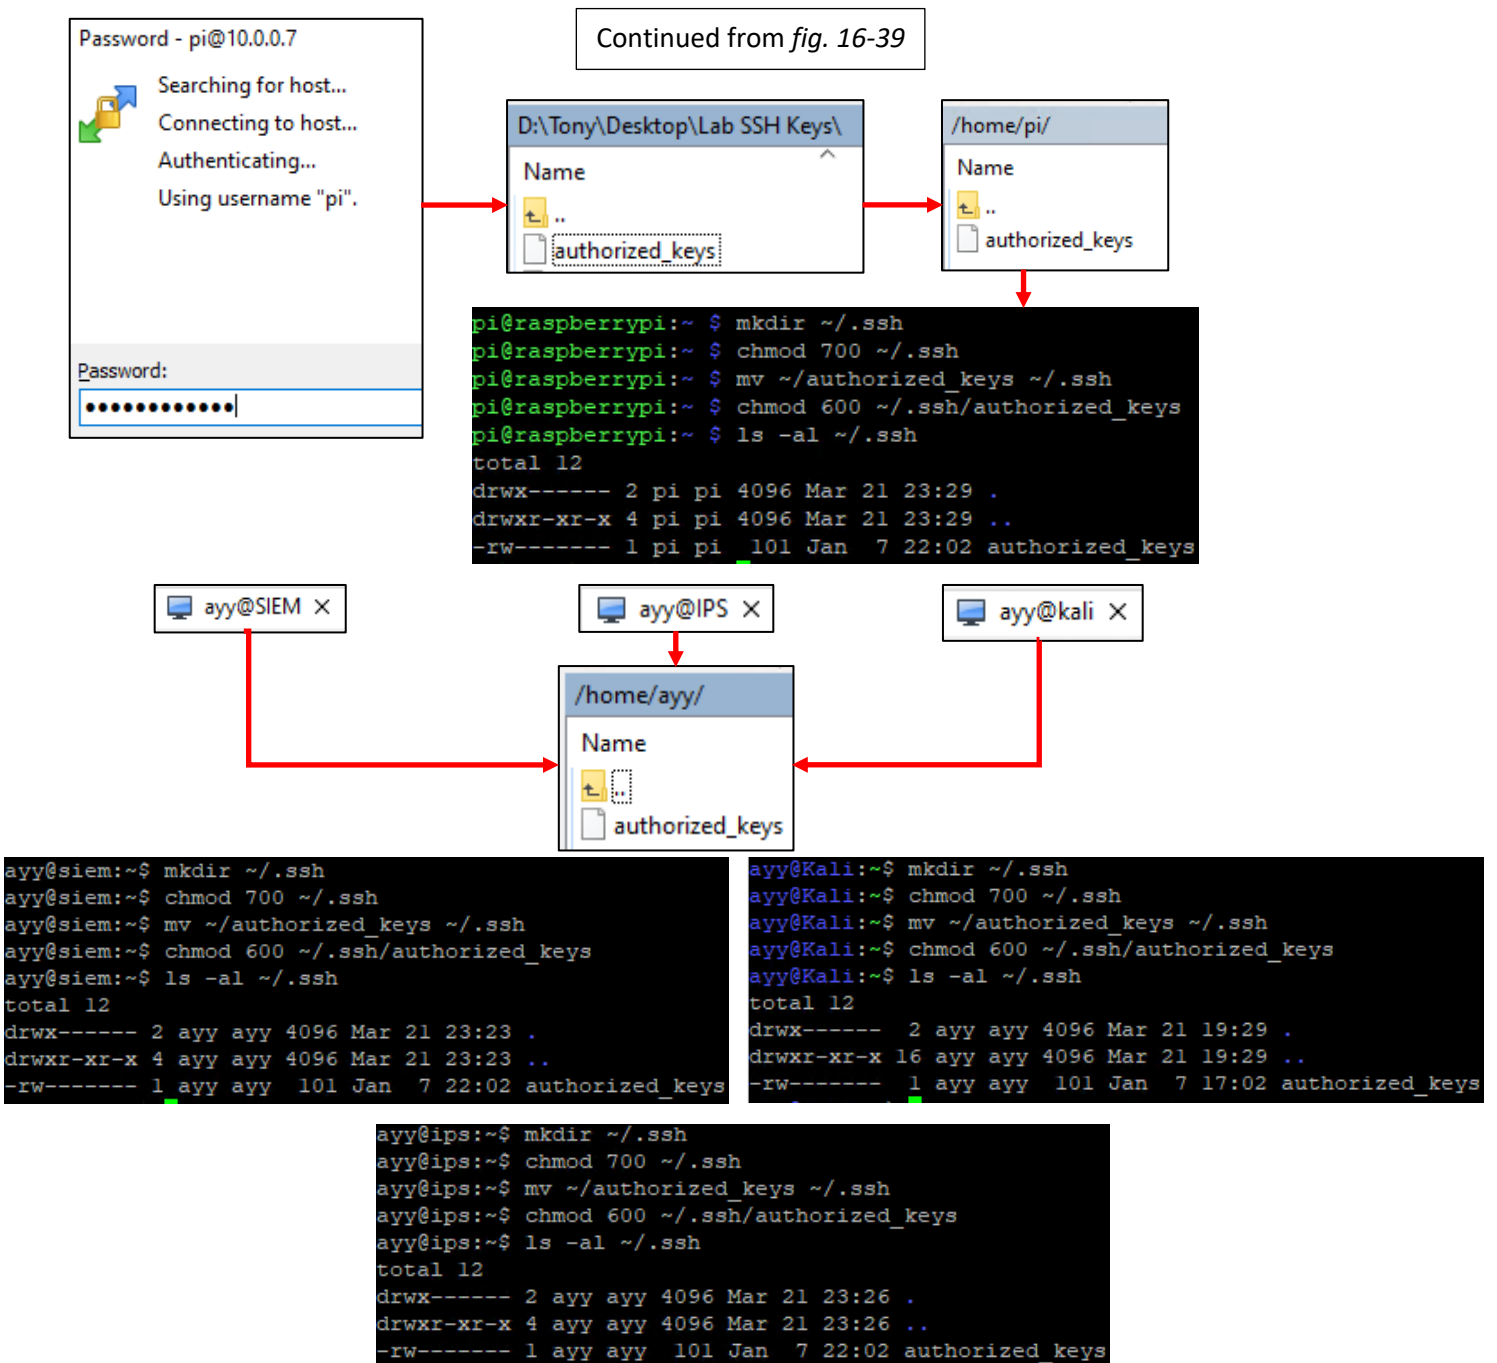 Password - pi@10.0.0.7
Searching for host...
Connecting to host...
Authenticating...
Using username "pi".
Password:
Continued from fig. 16-39
D:\Tony\Desktop\Lab SSH Keys\
Name
..
authorized_keys
/home/pi/
Name
..
authorized_keys
pi@raspberrypi:~ $ mkdir ~/.ssh
pi@raspberrypi:~ $ chmod 700 ~/.ssh
pi@raspberrypi:~ $ mv ~/authorized_keys ~/.ssh
pi@raspberrypi:~ $ chmod 600 ~/.ssh/authorized_keys
pi@raspberrypi:~ $ ls -al ~/.ssh
total 12
drwx------ 2 pi pi 4096 Mar 21 23:29 .
drwxr-xr-x 4 pi pi 4096 Mar 21 23:29 ..
-rw------- 1 pi pi  101 Jan  7 22:02 authorized_keys
ayy@SIEM ×
ayy@IPS ×
ayy@kali ×
/home/ayy/
Name
..
authorized_keys
ayy@siem:~$ mkdir ~/.ssh
ayy@siem:~$ chmod 700 ~/.ssh
ayy@siem:~$ mv ~/authorized_keys ~/.ssh
ayy@siem:~$ chmod 600 ~/.ssh/authorized_keys
ayy@siem:~$ ls -al ~/.ssh
total 12
drwx------ 2 ayy ayy 4096 Mar 21 23:23 .
drwxr-xr-x 4 ayy ayy 4096 Mar 21 23:23 ..
-rw------- 1 ayy ayy  101 Jan  7 22:02 authorized_keys
ayy@Kali:~$ mkdir ~/.ssh
ayy@Kali:~$ chmod 700 ~/.ssh
ayy@Kali:~$ mv ~/authorized_keys ~/.ssh
ayy@Kali:~$ chmod 600 ~/.ssh/authorized_keys
ayy@Kali:~$ ls -al ~/.ssh
total 12
drwx------  2 ayy ayy 4096 Mar 21 19:29 .
drwxr-xr-x 16 ayy ayy 4096 Mar 21 19:29 ..
-rw-------  1 ayy ayy  101 Jan  7 17:02 authorized_keys
ayy@ips:~$ mkdir ~/.ssh
ayy@ips:~$ chmod 700 ~/.ssh
ayy@ips:~$ mv ~/authorized_keys ~/.ssh
ayy@ips:~$ chmod 600 ~/.ssh/authorized_keys
ayy@ips:~$ ls -al ~/.ssh
total 12
drwx------ 2 ayy ayy 4096 Mar 21 23:26 .
drwxr-xr-x 4 ayy ayy 4096 Mar 21 23:26 ..
-rw------- 1 ayy ayy  101 Jan  7 22:02 authorized_keys